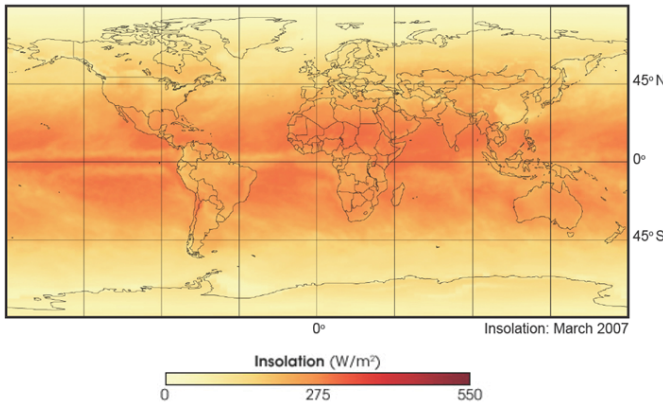 45° N
0°
45° S
0°
Insolation: March 2007
Insolation (W/m²)
0 275 550